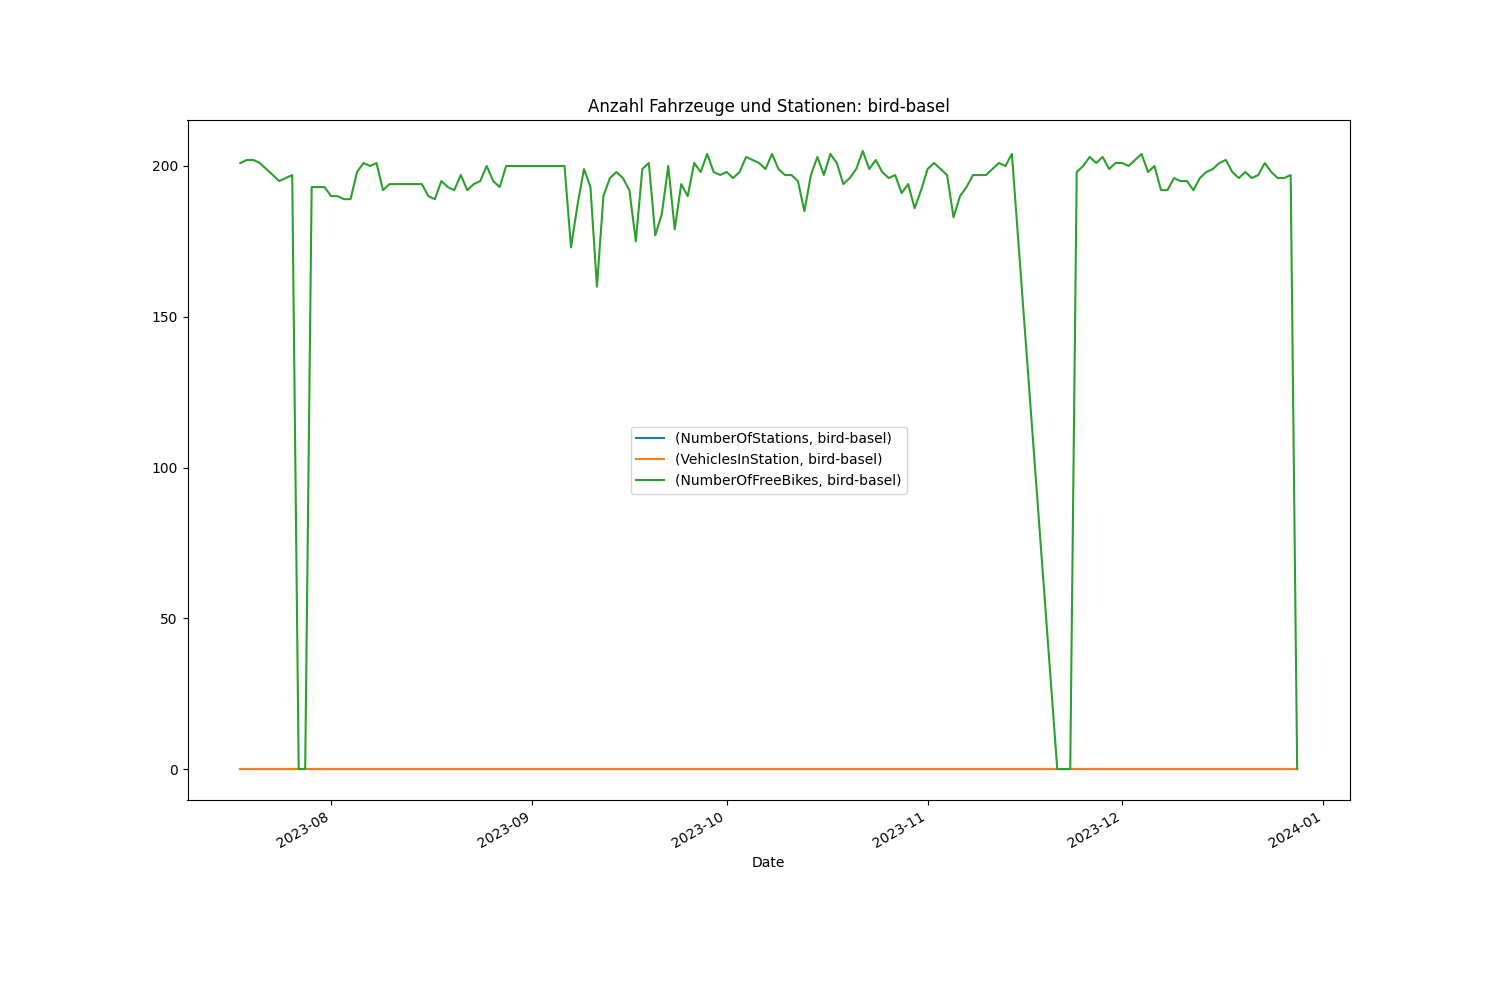 Anzahl Fahrzeuge und Stationen: bird-basel
200
150
100
50
0
(NumberOfStations, bird-basel)
(VehiclesInStation, bird-basel)
(NumberOfFreeBikes, bird-basel)
2023-08
2023-09
2023-10
2023-11
2023-12
2024-01
Date